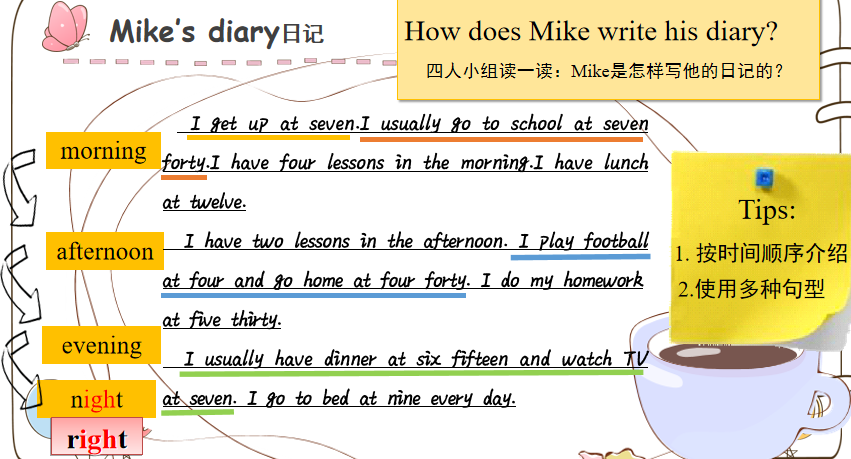 Mike's diary日记
How does Mike write his diary?
四人小组读一读：Mike是怎样写他的日记的？
morning
I get up at seven.I usually go to school at seven
forty.I have four lessons in the morning.I have lunch
at twelve.
afternoon
I have two lessons in the afternoon. I play football
at four and go home at four forty. I do my homework
at five thirty.
evening
I usually have dinner at six fifteen and watch TV
night
at seven. I go to bed at nine every day.
right
Tips:
1. 按时间顺序介绍
2.使用多种句型